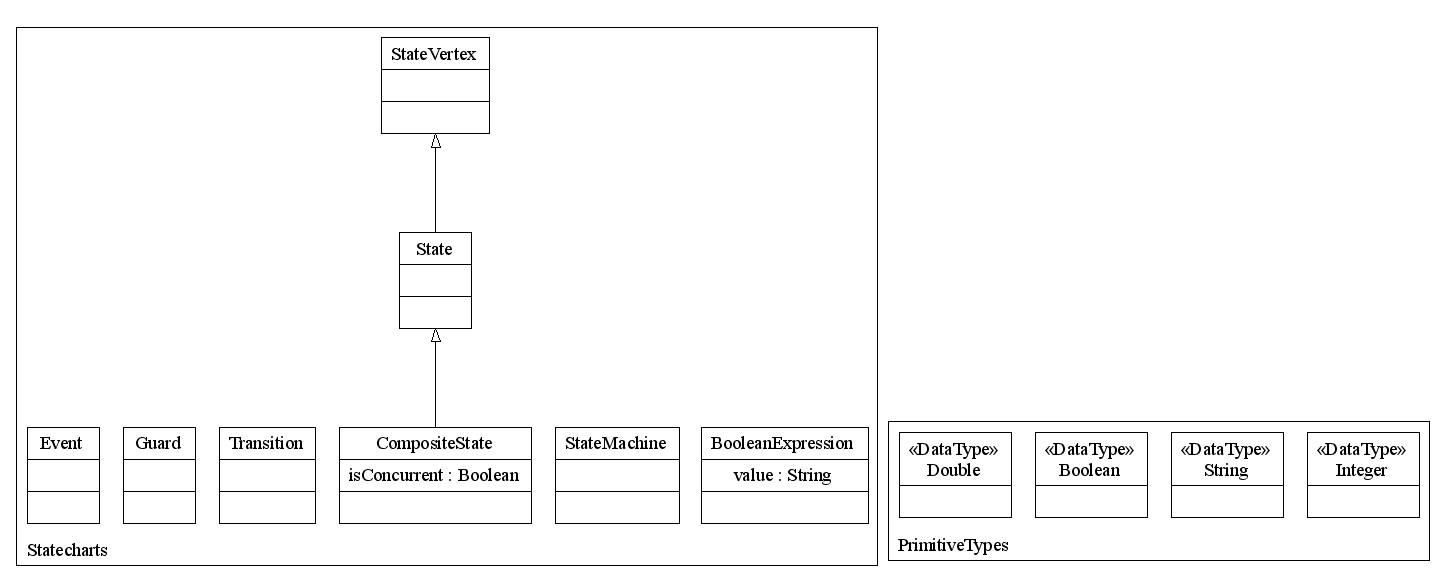 StateVertex
State
Event
Guard
Transition
CompositeState
isConcurrent : Boolean
StateMachine
BooleanExpression
value : String
Statecharts
«DataType»
Double
«DataType»
Boolean
«DataType»
String
«DataType»
Integer
PrimitiveTypes